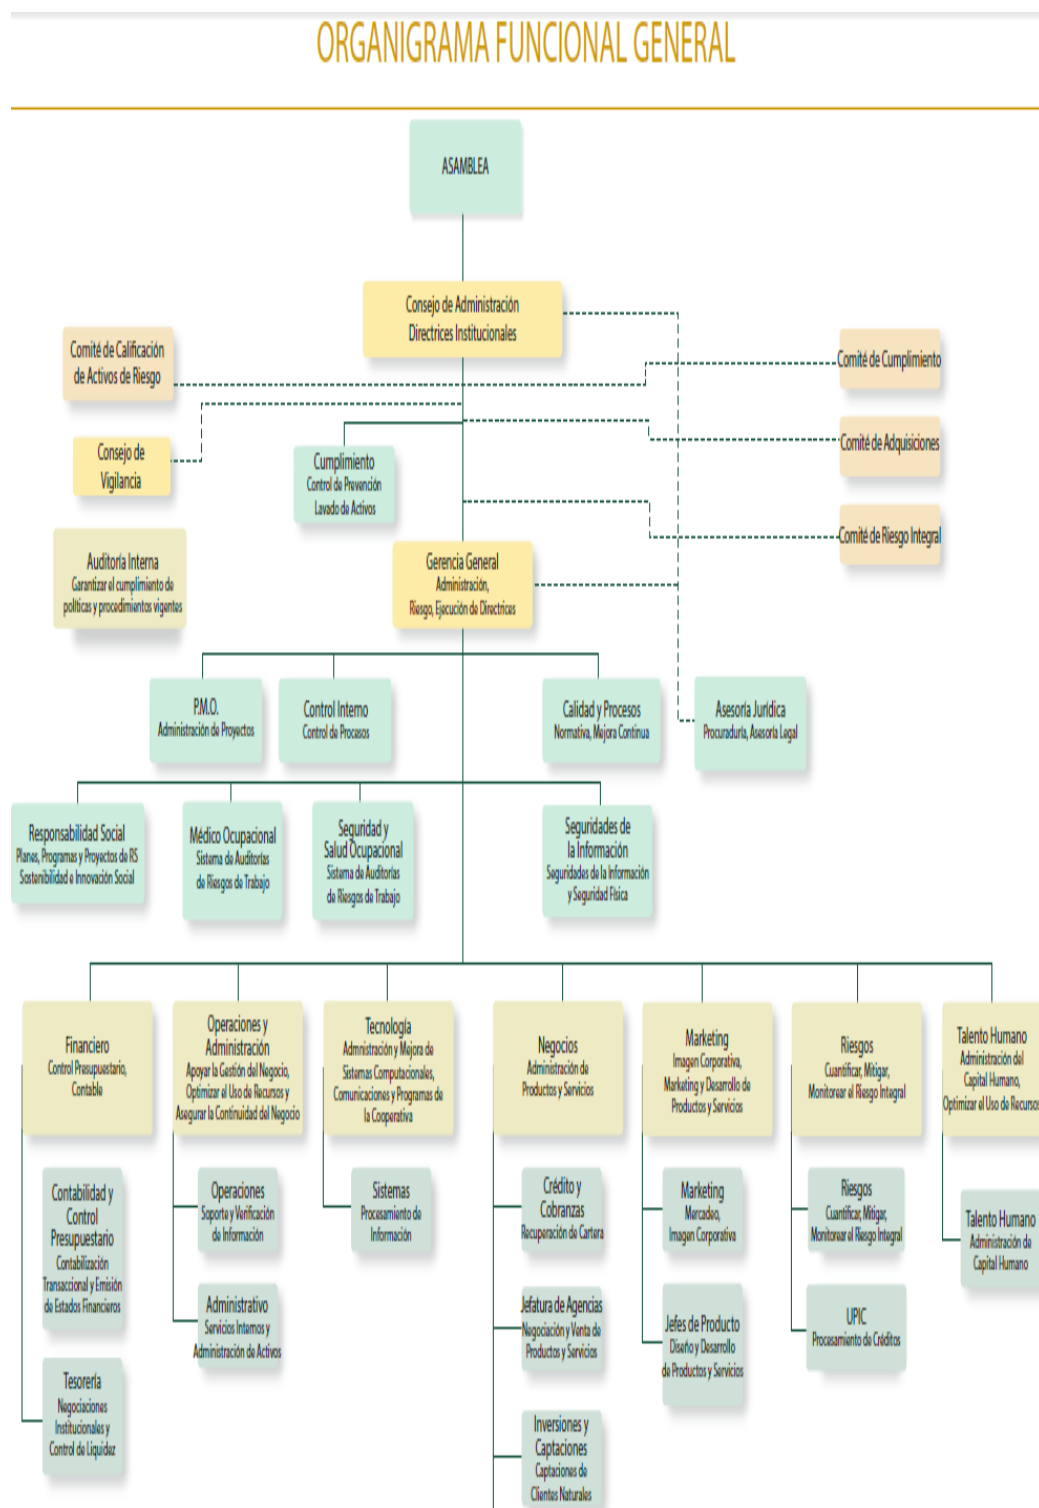 ORGANIGRAMA FUNCIONAL GENERAL
ASAMBLEA
Consejo de Administración
Directrices Institucionales
Comité de Calificación
de Activos de Riesgo
Comité de Cumplimiento
Consejo de
Vigilancia
Cumplimiento
Control de Prevención
Lavado de Activos
Comité de Adquisiciones
Comité de Riesgo Integral
Auditoría Interna
Garantizar el cumplimiento de
políticas y procedimientos vigentes
Gerencia General
Administración,
Riesgo, Ejecución de Directrices
P.M.O.
Administración de Proyectos
Control Interno
Control de Procesos
Calidad y Procesos
Normativa, Mejora Continua
Asesoría Jurídica
Procuraduría, Asesoría Legal
Responsabilidad Social
Planes, Programas y Proyectos de RS
Sostenibilidad e Innovación Social
Médico Ocupacional
Sistema de Auditorías
de Riesgos de Trabajo
Seguridad y
Salud Ocupacional
Sistema de Auditorías
de Riesgos de Trabajo
Seguridades de
la Información
Seguridades de la Información
y Seguridad Física
Financiero
Control Presupuestario,
Contable
Operaciones y
Administración
Apoyar la Gestión del Negocio,
Optimizar el Uso de Recursos y
Asegurar la Continuidad del Negocio
Tecnología
Administración y Mejora de
Sistemas Computacionales,
Comunicaciones y Programas de
la Cooperativa
Negocios
Administración de
Productos y Servicios
Marketing
Imagen Corporativa,
Marketing y Desarrollo de
Productos y Servicios
Riesgos
Cuantificar, Mitigar,
Monitorear el Riesgo Integral
Talento Humano
Administración del
Capital Humano,
Optimizar el Uso de Recursos
Contabilidad y
Control
Presupuestario
Contabilización
Transaccional y Emisión
de Estados Financieros
Tesorería
Negociaciones
Institucionales y
Control de Liquidez
Operaciones
Soporte y Verificación
de Información
Administrativo
Servicios Internos y
Administración de Activos
Sistemas
Procesamiento de
Información
Crédito y
Cobranzas
Recuperación de Cartera
Jefatura de Agencias
Negociación y Venta de
Productos y Servicios
Inversiones y
Captaciones
Captaciones de
Clientes Naturales
Marketing
Mercadeo,
Imagen Corporativa
Jefes de Producto
Diseño y Desarrollo
de Productos y Servicios
Riesgos
Cuantificar, Mitigar,
Monitorear el Riesgo Integral
UPIC
Procesamiento de Créditos
Talento Humano
Administración de
Capital Humano